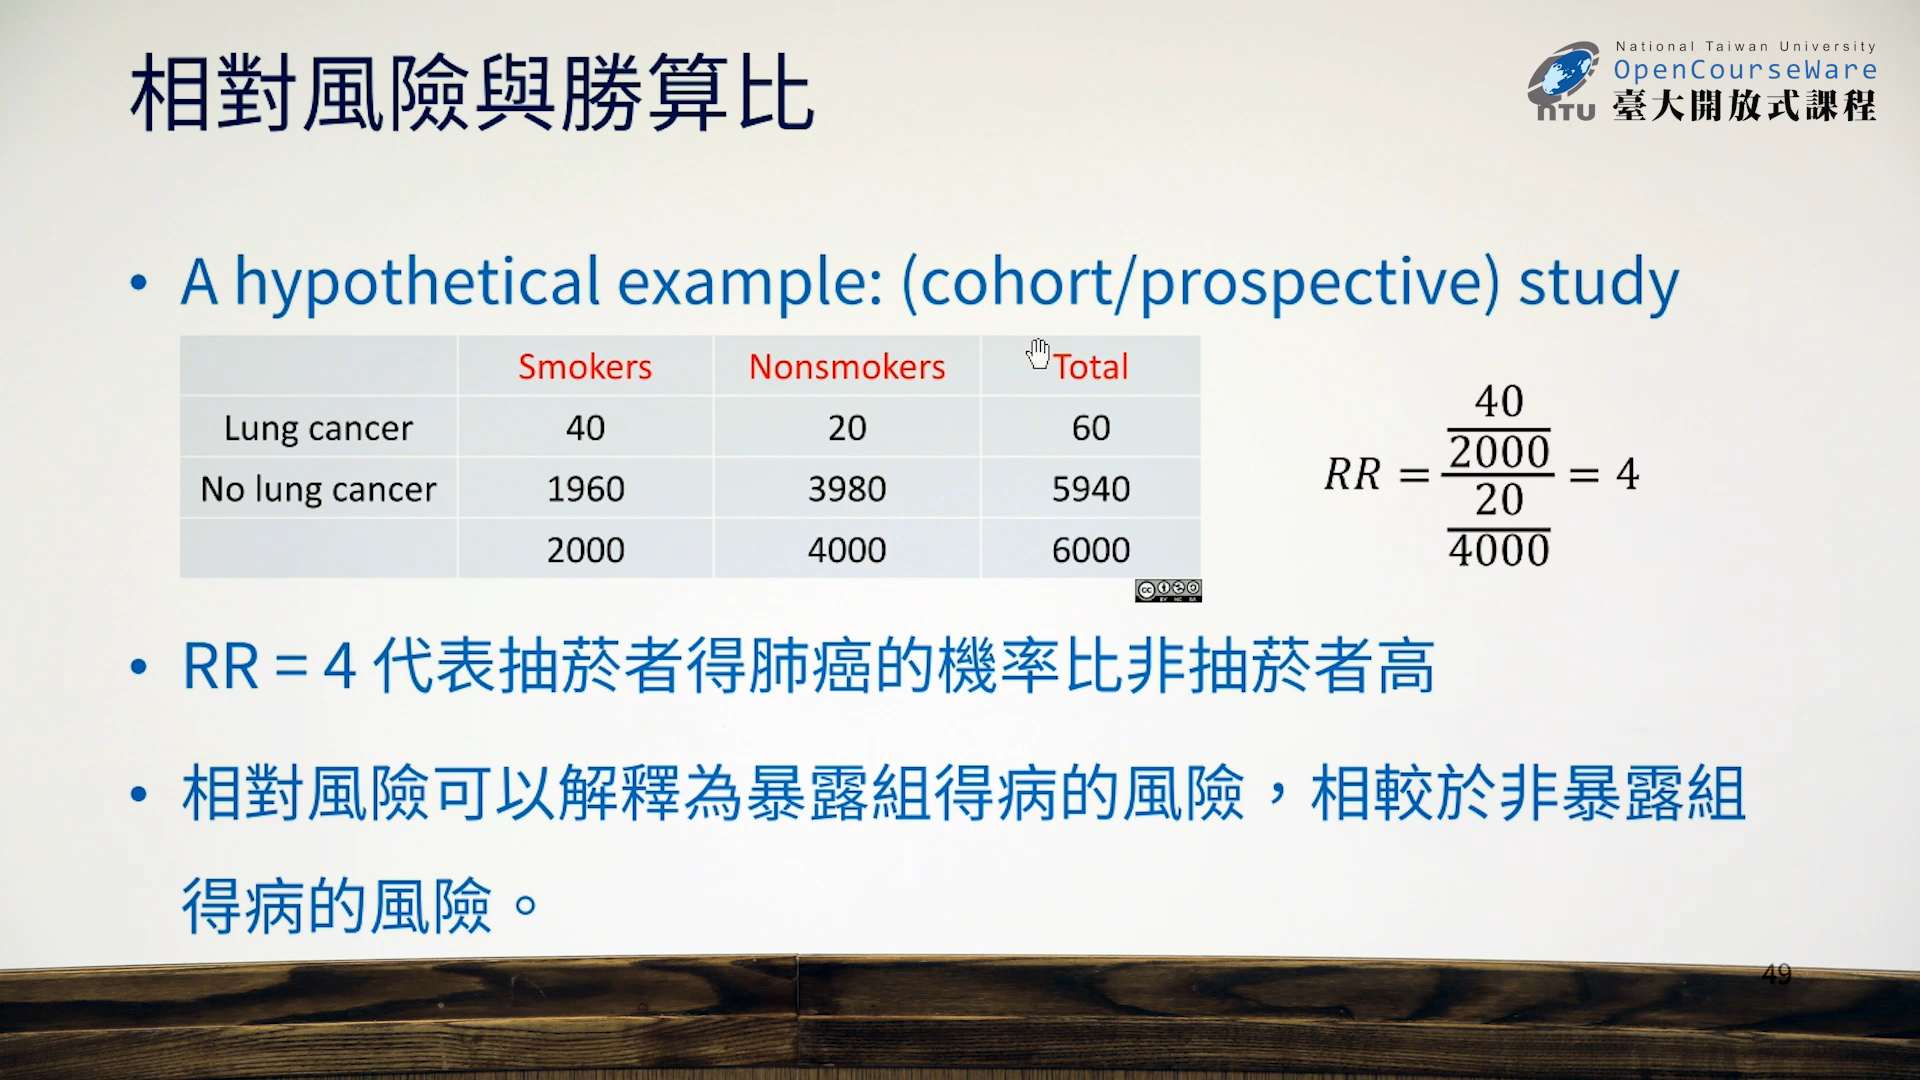 相對風險與勝算比
National Taiwan University
OpenCourseWare
NTU 臺大開放式課程
• A hypothetical example: (cohort/prospective) study
Smokers Nonsmokers Total
Lung cancer 40 20 60
No lung cancer 1960 3980 5940
2000 4000 6000
RR = (40/2000)/(20/4000) = 4
cc BY NC SA
• RR = 4 代表抽菸者得肺癌的機率比非抽菸者高
• 相對風險可以解釋為暴露組得病的風險，相較於非暴露組
得病的風險。
49